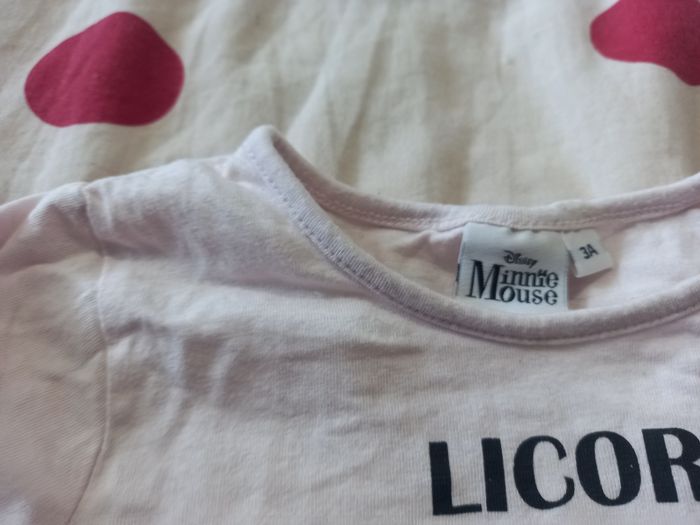 Disney
Minnie
Mouse
3A
LICOR